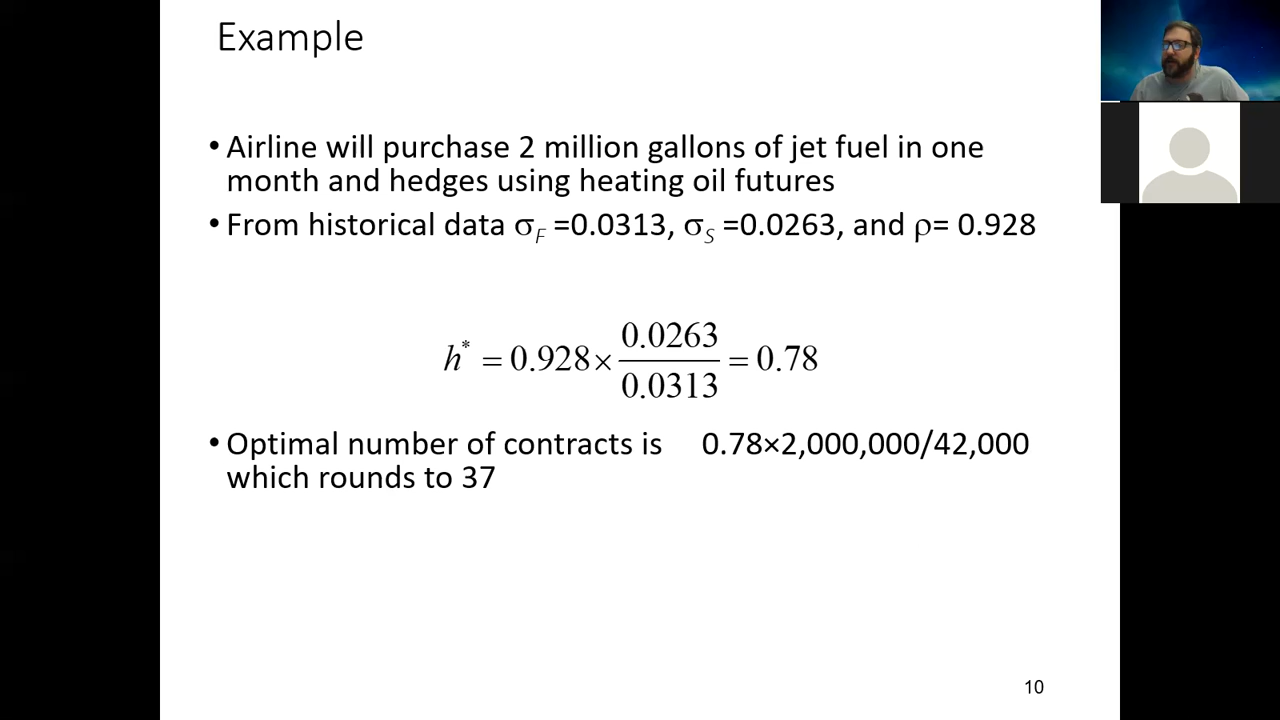 Example
• Airline will purchase 2 million gallons of jet fuel in one
month and hedges using heating oil futures
• From historical data σF =0.0313, σS =0.0263, and ρ= 0.928
h* = 0.928 × 0.0263 / 0.0313 = 0.78
• Optimal number of contracts is 0.78×2,000,000/42,000
which rounds to 37
10